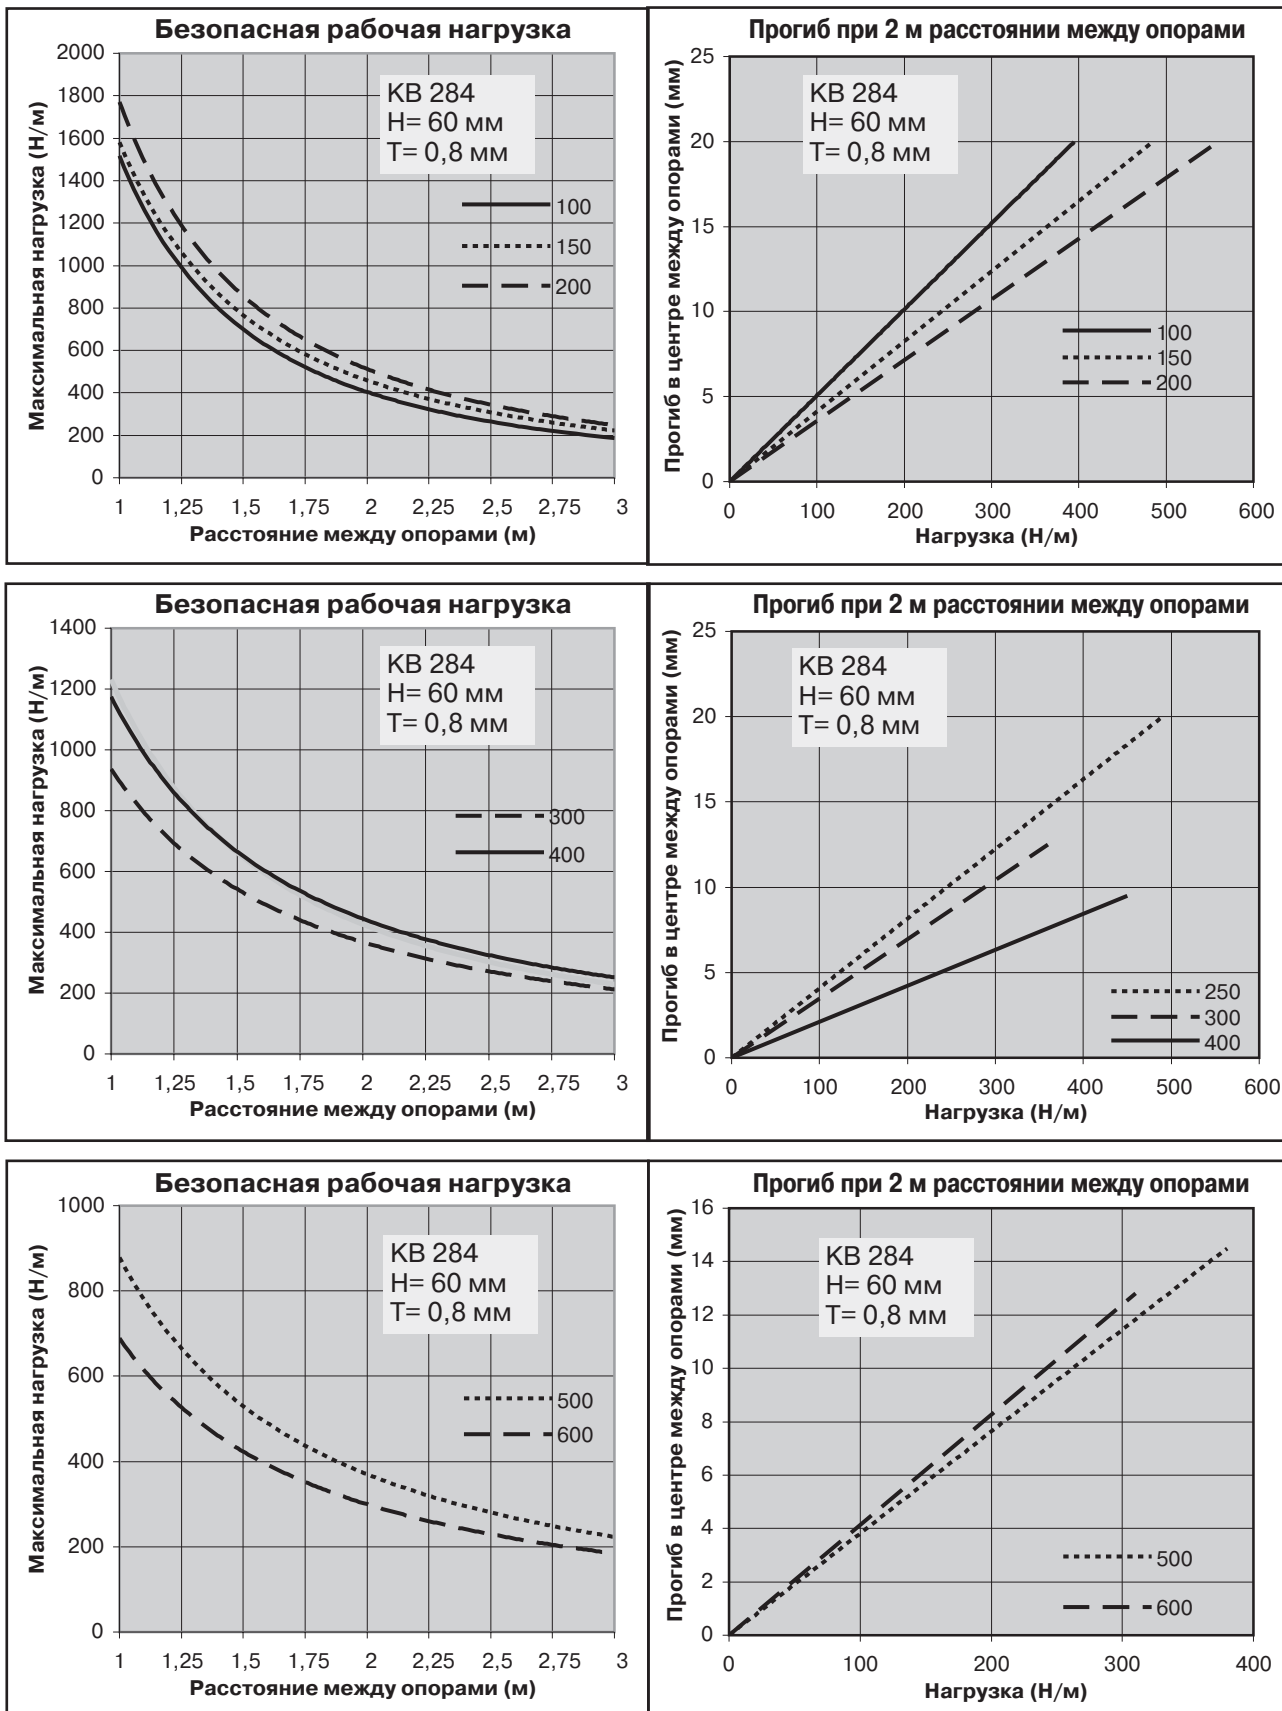 Безопасная рабочая нагрузка
Максимальная нагрузка (Н/м)
2000
1800
1600
1400
1200
1000
800
600
400
200
0
КВ 284
Н= 60 мм
Т= 0,8 мм
100
150
200
1 1,25 1,5 1,75 2 2,25 2,5 2,75 3
Расстояние между опорами (м)
Прогиб при 2 м расстоянии между опорами
Прогиб в центре между опорами (мм)
25
20
15
10
5
0
КВ 284
Н= 60 мм
Т= 0,8 мм
100
150
200
0 100 200 300 400 500 600
Нагрузка (Н/м)
Безопасная рабочая нагрузка
Максимальная нагрузка (Н/м)
1400
1200
1000
800
600
400
200
0
КВ 284
Н= 60 мм
Т= 0,8 мм
300
400
1 1,25 1,5 1,75 2 2,25 2,5 2,75 3
Расстояние между опорами (м)
Прогиб при 2 м расстоянии между опорами
Прогиб в центре между опорами (мм)
25
20
15
10
5
0
КВ 284
Н= 60 мм
Т= 0,8 мм
250
300
400
0 100 200 300 400 500 600
Нагрузка (Н/м)
Безопасная рабочая нагрузка
Максимальная нагрузка (Н/м)
1000
800
600
400
200
0
КВ 284
Н= 60 мм
Т= 0,8 мм
500
600
1 1,25 1,5 1,75 2 2,25 2,5 2,75 3
Расстояние между опорами (м)
Прогиб при 2 м расстоянии между опорами
Прогиб в центре между опорами (мм)
16
14
12
10
8
6
4
2
0
КВ 284
Н= 60 мм
Т= 0,8 мм
500
600
0 100 200 300 400
Нагрузка (Н/м)